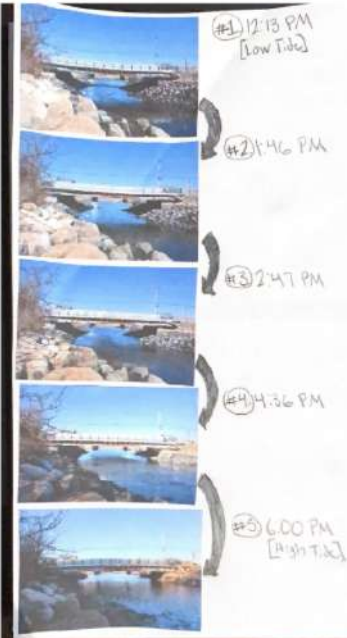 #1 12:13 PM
[Low Tide]
#2 1:46 PM
#3 2:47 PM
#4 4:36 PM
#5 6:00 PM
[High Tide]